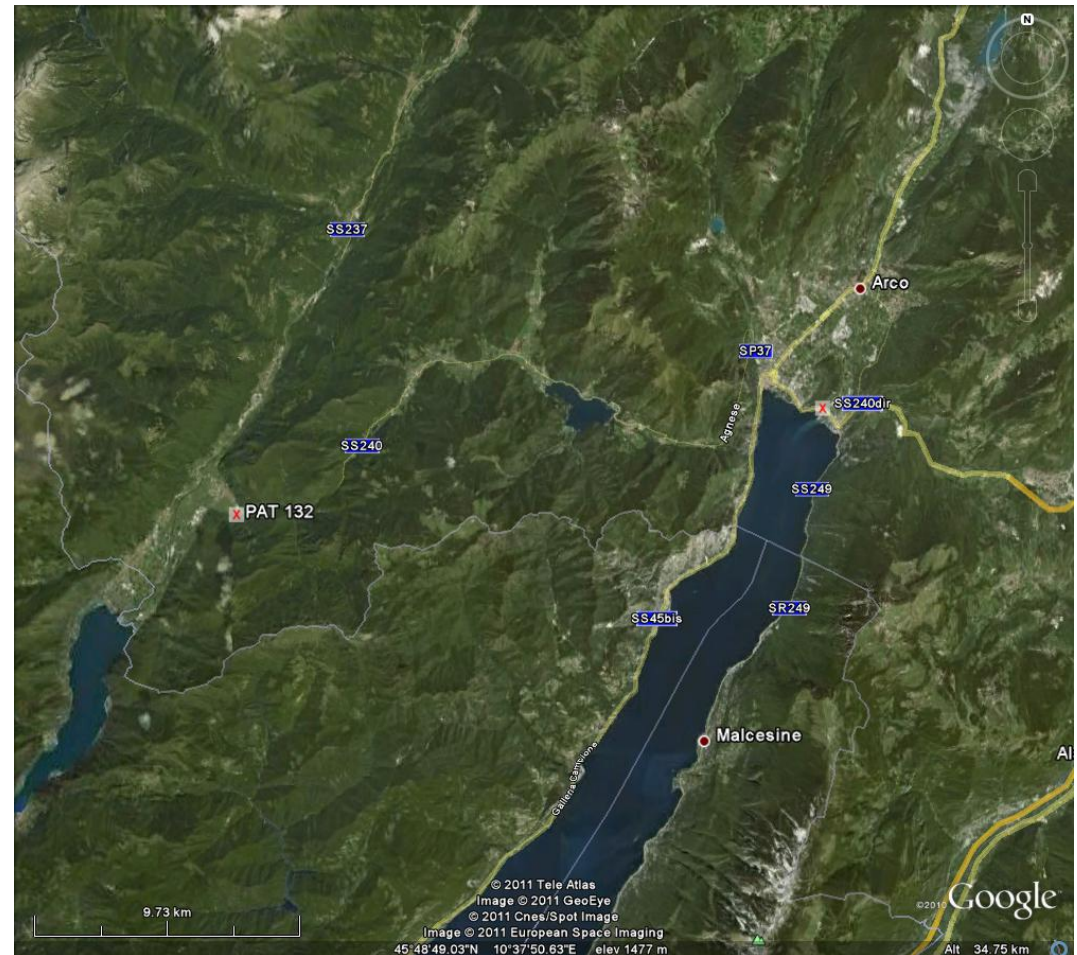 N
SS237
Arco
SP37
SS240dir
Agnese
SS240
SS249
PAT 132
SS45bis
SR249
Malcesine
Galleria Campione
© 2011 Tele Atlas
Image © 2011 GeoEye
© 2011 Cnes/Spot Image
Image © 2011 European Space Imaging
©2010 Google
9.73 km
45°48'49.03"N 10°37'50.63"E elev 1477 m Alt 34.75 km